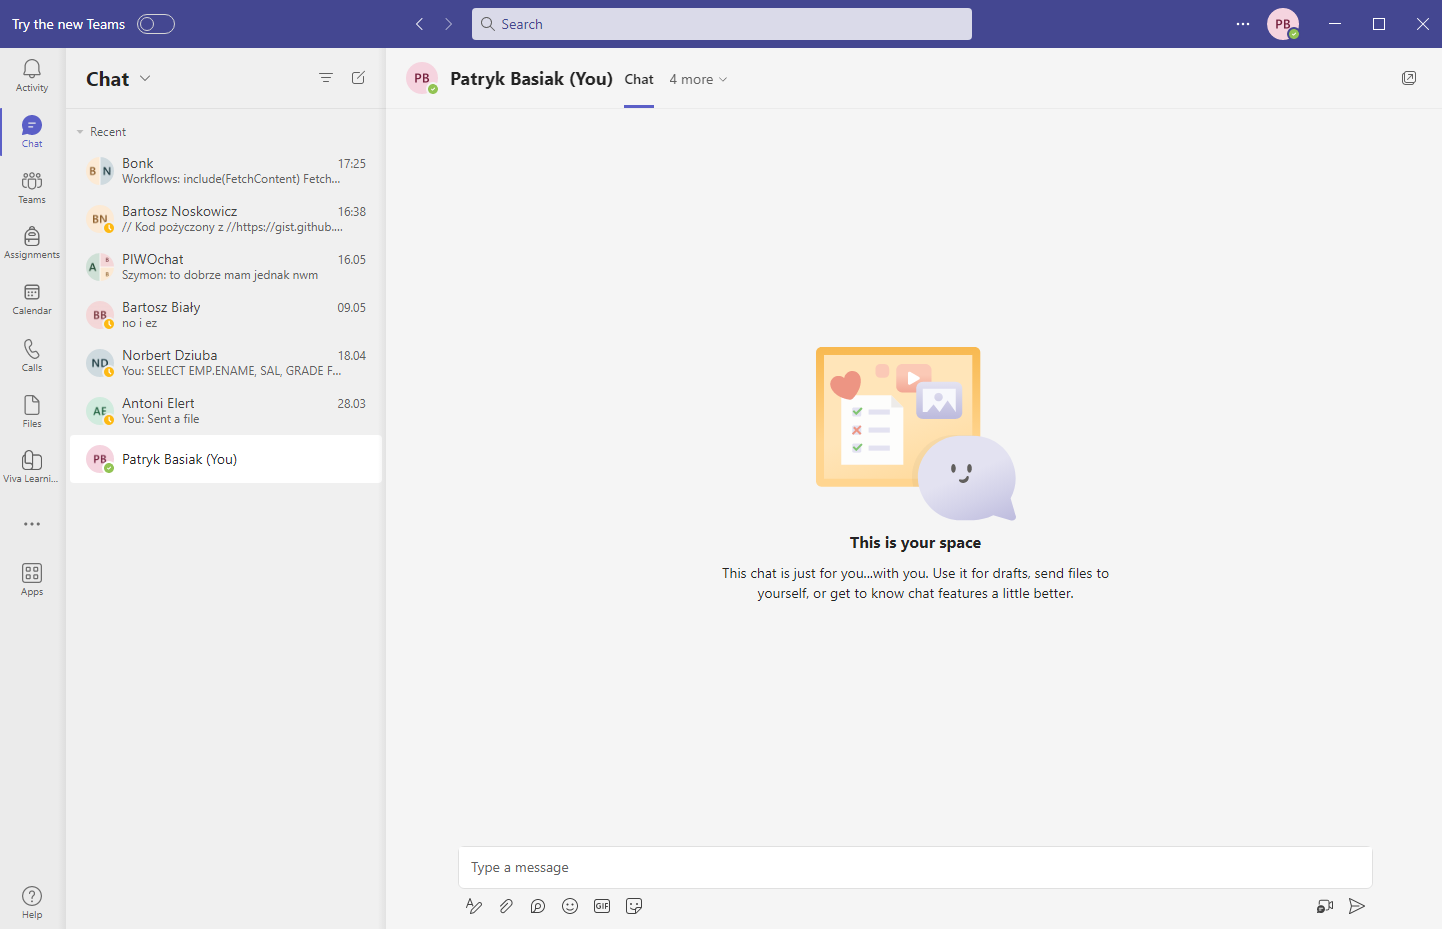 Try the new Teams
Search
PB
Activity
Chat
Teams
Assignments
Calendar
Calls
Files
Viva Learni...
Apps
Help
Chat
Recent
B N
Bonk 17:25
Workflows: include(FetchContent) Fetch...
BN
Bartosz Noskowicz 16:38
// Kod pożyczony z //https://gist.github....
A B B
PIWOchat 16.05
Szymon: to dobrze mam jednak nwm
BB
Bartosz Biały 09.05
no i ez
ND
Norbert Dziuba 18.04
You: SELECT EMP.ENAME, SAL, GRADE F...
AE
Antoni Elert 28.03
You: Sent a file
PB
Patryk Basiak (You)
PB Patryk Basiak (You) Chat 4 more
This is your space
This chat is just for you...with you. Use it for drafts, send files to
yourself, or get to know chat features a little better.
Type a message
GIF